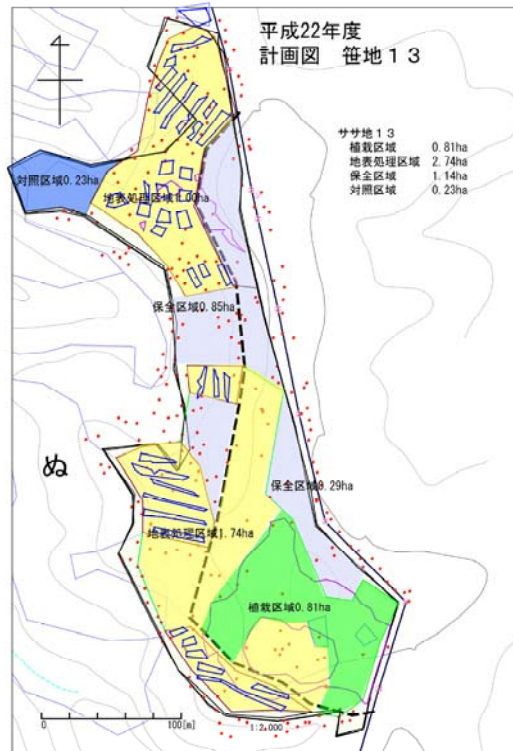 平成22年度
計画図 笹地13
ササ地13
植栽区域 0.81ha
地表処理区域 2.74ha
保全区域 1.14ha
対照区域 0.23ha
対照区域0.23ha
地表処理区域1.00ha
保全区域0.85ha
ぬ
保全区域0.29ha
地表処理区域1.74ha
植栽区域0.81ha
0 100[m] 1:2,000